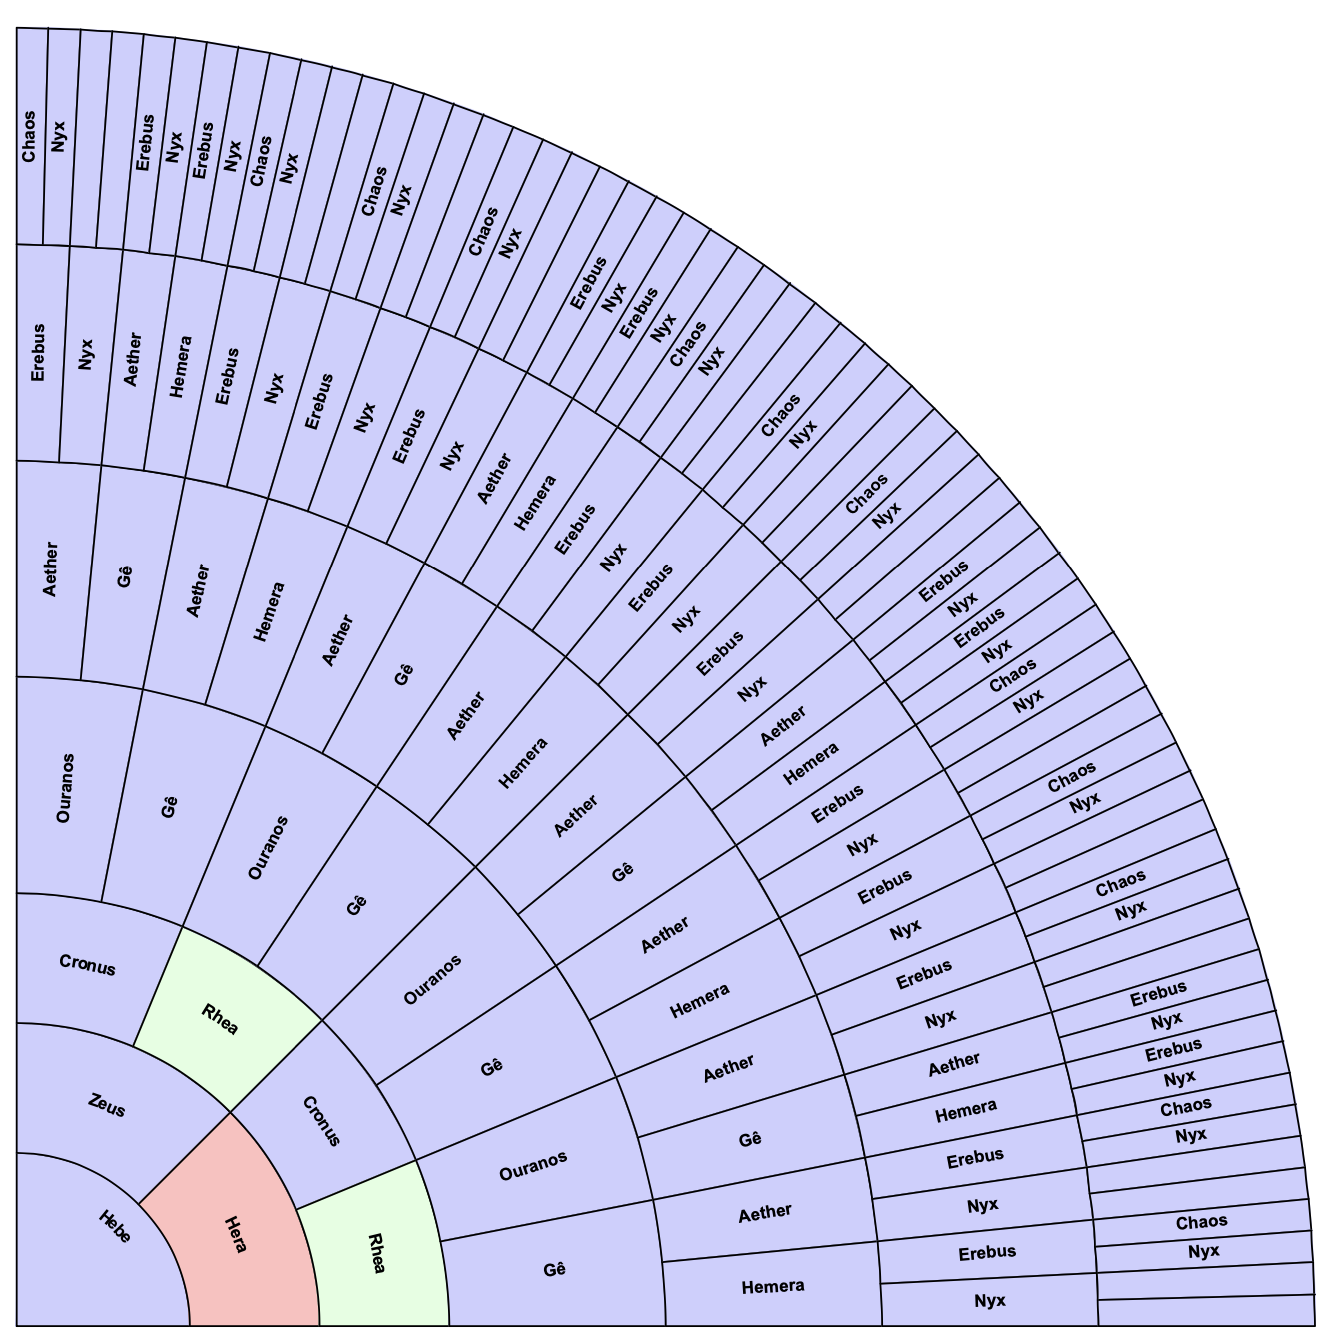 Chaos
Nyx
Erebus
Nyx
Erebus
Nyx
Chaos
Nyx
Chaos
Nyx
Chaos
Nyx
Erebus
Nyx
Erebus
Nyx
Chaos
Nyx
Chaos
Nyx
Chaos
Nyx
Erebus
Nyx
Erebus
Nyx
Chaos
Nyx
Chaos
Nyx
Chaos
Nyx
Erebus
Nyx
Erebus
Nyx
Chaos
Nyx
Chaos
Nyx
Erebus
Nyx
Aether
Hemera
Erebus
Nyx
Erebus
Nyx
Erebus
Nyx
Aether
Hemera
Erebus
Nyx
Erebus
Nyx
Erebus
Nyx
Aether
Hemera
Erebus
Nyx
Erebus
Nyx
Erebus
Nyx
Aether
Hemera
Erebus
Nyx
Erebus
Nyx
Aether
Gê
Aether
Hemera
Aether
Gê
Aether
Hemera
Aether
Gê
Aether
Hemera
Aether
Gê
Aether
Hemera
Ouranos
Gê
Ouranos
Gê
Ouranos
Gê
Ouranos
Gê
Cronus
Rhea
Cronus
Rhea
Zeus
Hera
Hebe